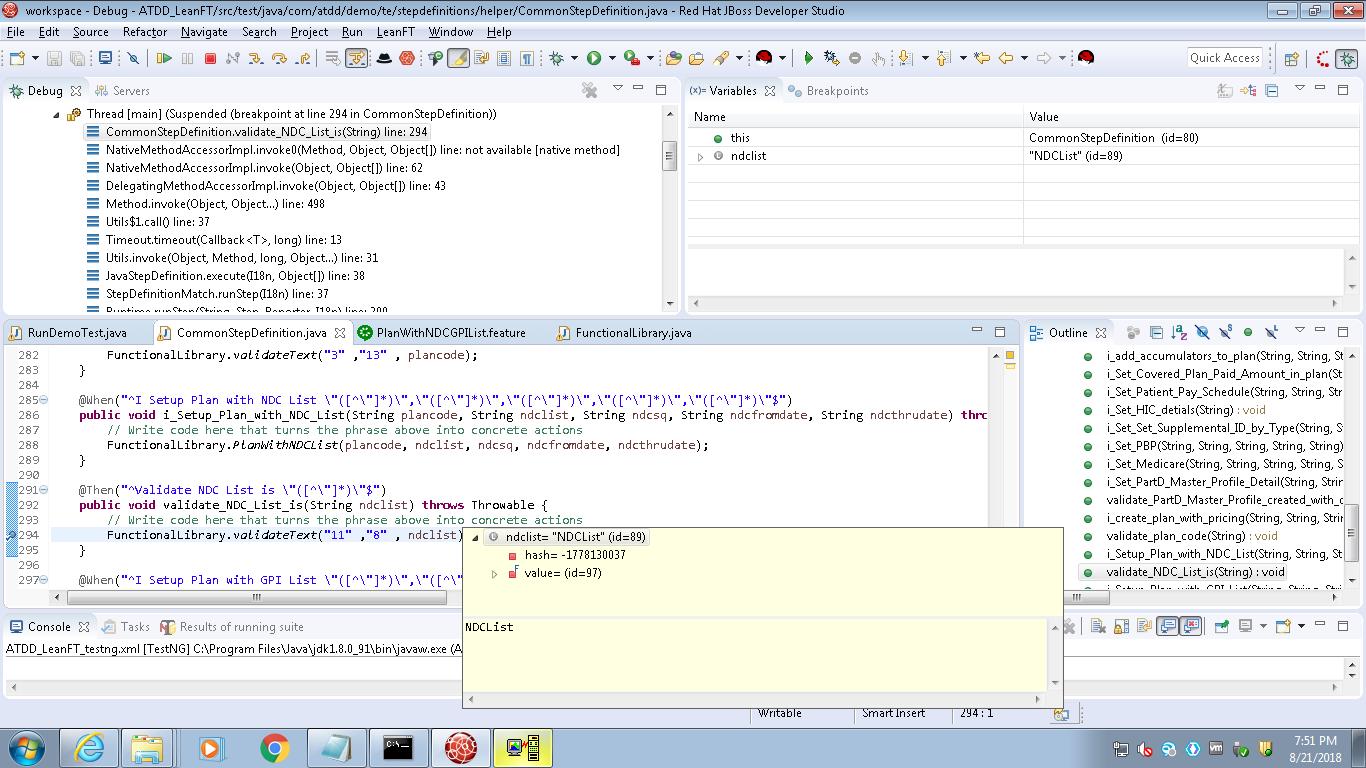 workspace - Debug - ATDD_LeanFT/src/test/java/com/atdd/demo/te/stepdefinitions/helper/CommonStepDefinition.java - Red Hat JBoss Developer Studio
File Edit Source Refactor Navigate Search Project Run LeanFT Window Help
Quick Access
Debug Servers
Thread [main] (Suspended (breakpoint at line 294 in CommonStepDefinition))
CommonStepDefinition.validate_NDC_List_is(String) line: 294
NativeMethodAccessorImpl.invoke0(Method, Object, Object[]) line: not available [native method]
NativeMethodAccessorImpl.invoke(Object, Object[]) line: 62
DelegatingMethodAccessorImpl.invoke(Object, Object[]) line: 43
Method.invoke(Object, Object...) line: 498
Utils$1.call() line: 37
Timeout.timeout(Callback<T>, long) line: 13
Utils.invoke(Object, Method, long, Object...) line: 31
JavaStepDefinition.execute(I18n, Object[]) line: 38
StepDefinitionMatch.runStep(I18n) line: 37
Runtime.runStep(String, Step, Reporter, I18n) line: 299
(x)= Variables Breakpoints
Name Value
this CommonStepDefinition (id=80)
ndclist "NDCList" (id=89)
RunDemoTest.java CommonStepDefinition.java PlanWithNDCGPIList.feature FunctionalLibrary.java
282 FunctionalLibrary.validateText("3" ,"13" , plancode);
283 }
284
285 @When("^I Setup Plan with NDC List \"([^\"]*)\",\"([^\"]*)\",\"([^\"]*)\",\"([^\"]*)\",\"([^\"]*)\"$")
286 public void i_Setup_Plan_with_NDC_List(String plancode, String ndclist, String ndcsq, String ndcfromdate, String ndcthrudate) thro
287 // Write code here that turns the phrase above into concrete actions
288 FunctionalLibrary.PlanWithNDCList(plancode, ndclist, ndcsq, ndcfromdate, ndcthrudate);
289 }
290
291 @Then("^Validate NDC List is \"([^\"]*)\"$")
292 public void validate_NDC_List_is(String ndclist) throws Throwable {
293 // Write code here that turns the phrase above into concrete actions
294 FunctionalLibrary.validateText("11" ,"8" , ndclist)
295 }
296
297 @When("^I Setup Plan with GPI List \"([^\"]*)\",\"([^\"
ndclist= "NDCList" (id=89)
hash= -1778130037
value= (id=97)
NDCList
Outline
i_add_accumulators_to_plan(String, String, St
i_Set_Covered_Plan_Paid_Amount_in_plan(St
i_Set_Patient_Pay_Schedule(String, String, St
i_Set_HIC_detials(String) : void
i_Set_Set_Supplemental_ID_by_Type(String, S
i_Set_PBP(String, String, String, String, String)
i_Set_Medicare(String, String, String, String, S
i_Set_PartD_Master_Profile_Detail(String, Stri
validate_PartD_Master_Profile_created_with_c
i_create_plan_with_pricing(String, String, Stri
validate_plan_code(String) : void
i_Setup_Plan_with_NDC_List(String, String, Str
validate_NDC_List_is(String) : void
i_Setup_Plan_with_GPI_List(String, String, Stri
Console Tasks Results of running suite
ATDD_LeanFT_testng.xml [TestNG] C:\Program Files\Java\jdk1.8.0_91\bin\javaw.exe (A
Writable Smart Insert 294 : 1
7:51 PM
8/21/2018